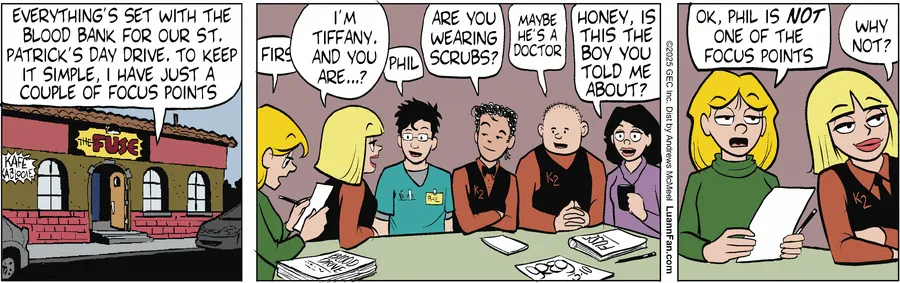 EVERYTHING'S SET WITH THE
BLOOD BANK FOR OUR ST.
PATRICK'S DAY DRIVE. TO KEEP
IT SIMPLE, I HAVE JUST A
COUPLE OF FOCUS POINTS
THE
FUSE
KAFE
KABLOOIE
FIRS
I'M
TIFFANY.
AND YOU
ARE...?
PHIL
ARE YOU
WEARING
SCRUBS?
MAYBE
HE'S A
DOCTOR
HONEY, IS
THIS THE
BOY YOU
TOLD ME
ABOUT?
PHIL
K2
K2
BLOOD
DRIVE
FOOD
©2025 GEC Inc. Dist by Andrews McMeel LuannFan.com
OK, PHIL IS NOT
ONE OF THE
FOCUS POINTS
WHY
NOT?
K2